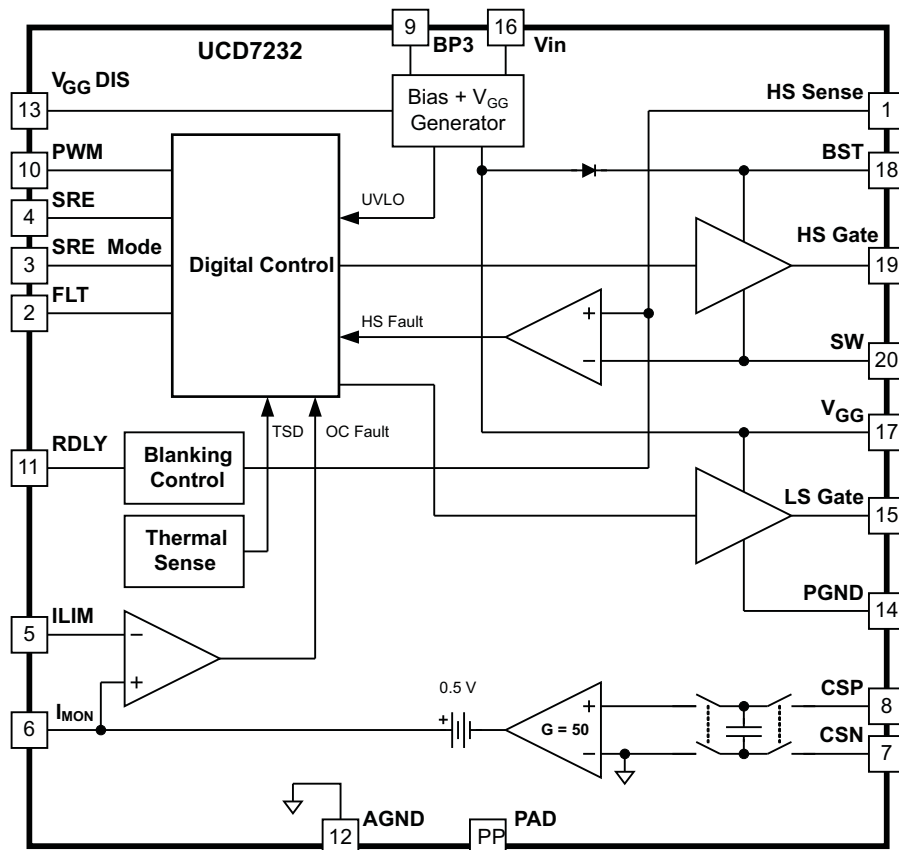 UCD7232
9
BP3
16
Vin
VGG DIS
13
Bias + VGG
Generator
HS Sense
1
PWM
10
BST
18
SRE
4
UVLO
SRE Mode
3
Digital Control
HS Gate
19
FLT
2
HS Fault
+
−
SW
20
VGG
17
TSD
OC Fault
RDLY
11
Blanking
Control
LS Gate
15
Thermal
Sense
PGND
14
ILIM
5
−
+
IMON
6
0.5 V
+
G = 50
+
−
CSP
8
CSN
7
AGND
12
PAD
PP